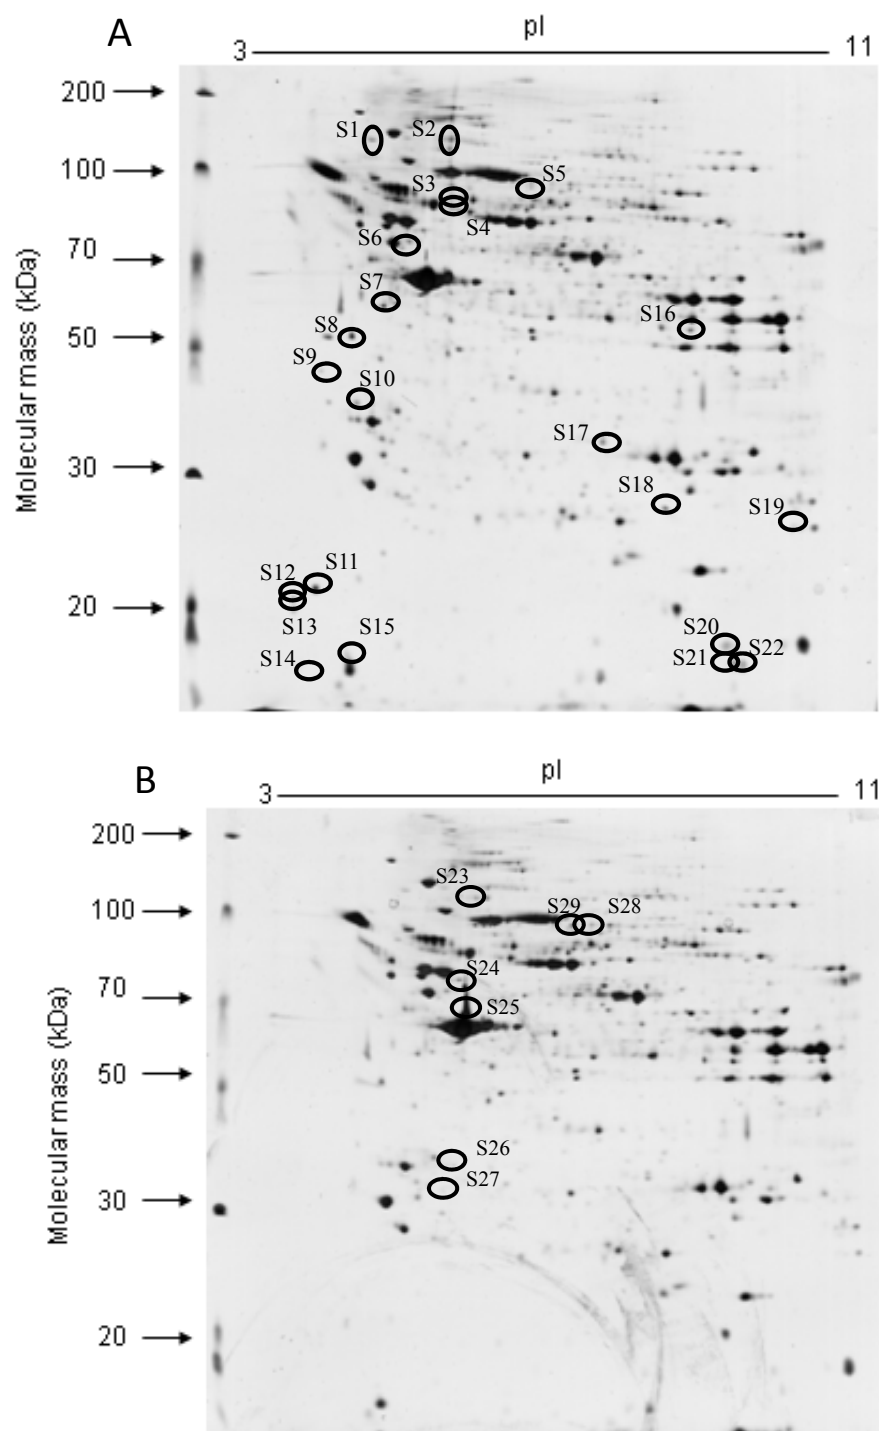 A
pI
3
11
200
100
70
50
30
20
Molecular mass (kDa)
S1
S2
S3
S5
S4
S6
S7
S16
S8
S9
S10
S17
S18
S19
S12
S11
S13
S15
S14
S20
S21
S22
B
pI
3
11
200
100
70
50
30
20
Molecular mass (kDa)
S23
S29
S28
S24
S25
S26
S27